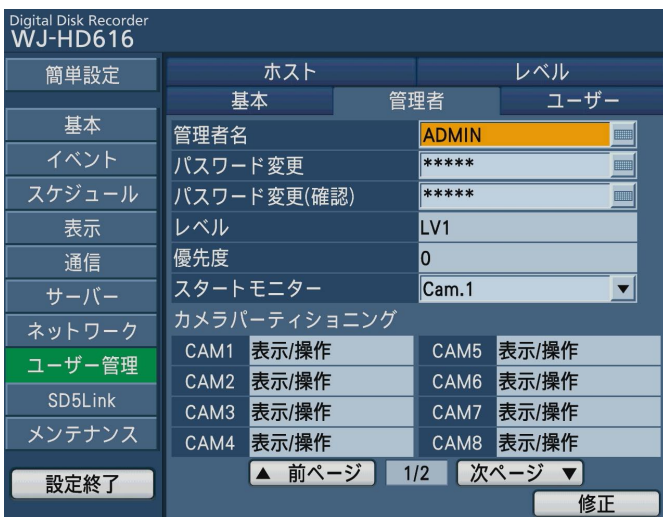 Digital Disk Recorder
WJ-HD616
簡単設定
基本
イベント
スケジュール
表示
通信
サーバー
ネットワーク
ユーザー管理
SD5Link
メンテナンス
設定終了
ホスト レベル
基本 管理者 ユーザー
管理者名 ADMIN
パスワード変更 *****
パスワード変更(確認) *****
レベル LV1
優先度 0
スタートモニター Cam.1 ▼
カメラパーティショニング
CAM1 表示/操作 CAM5 表示/操作
CAM2 表示/操作 CAM6 表示/操作
CAM3 表示/操作 CAM7 表示/操作
CAM4 表示/操作 CAM8 表示/操作
▲ 前ページ 1/2 次ページ ▼
修正